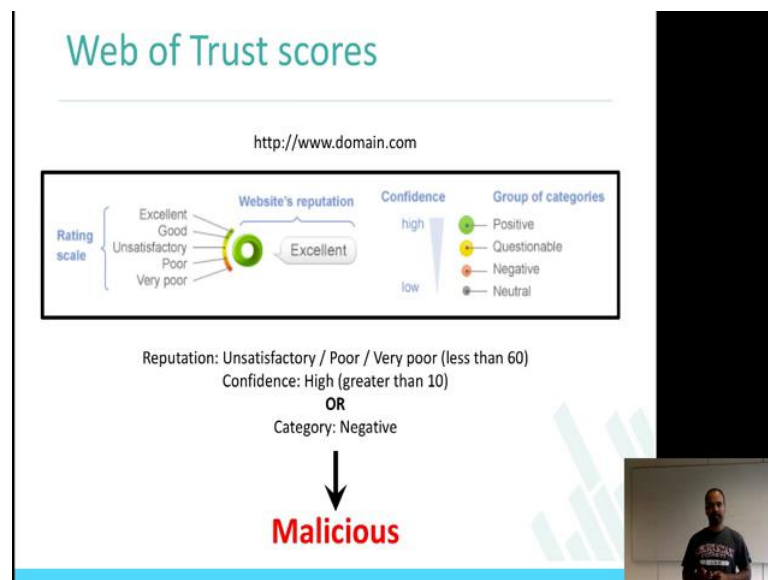 Web of Trust scores
http://www.domain.com
Rating scale
Excellent
Good
Unsatisfactory
Poor
Very poor
Website's reputation
Excellent
Confidence
high
low
Group of categories
Positive
Questionable
Negative
Neutral
Reputation: Unsatisfactory / Poor / Very poor (less than 60)
Confidence: High (greater than 10)
OR
Category: Negative
Malicious